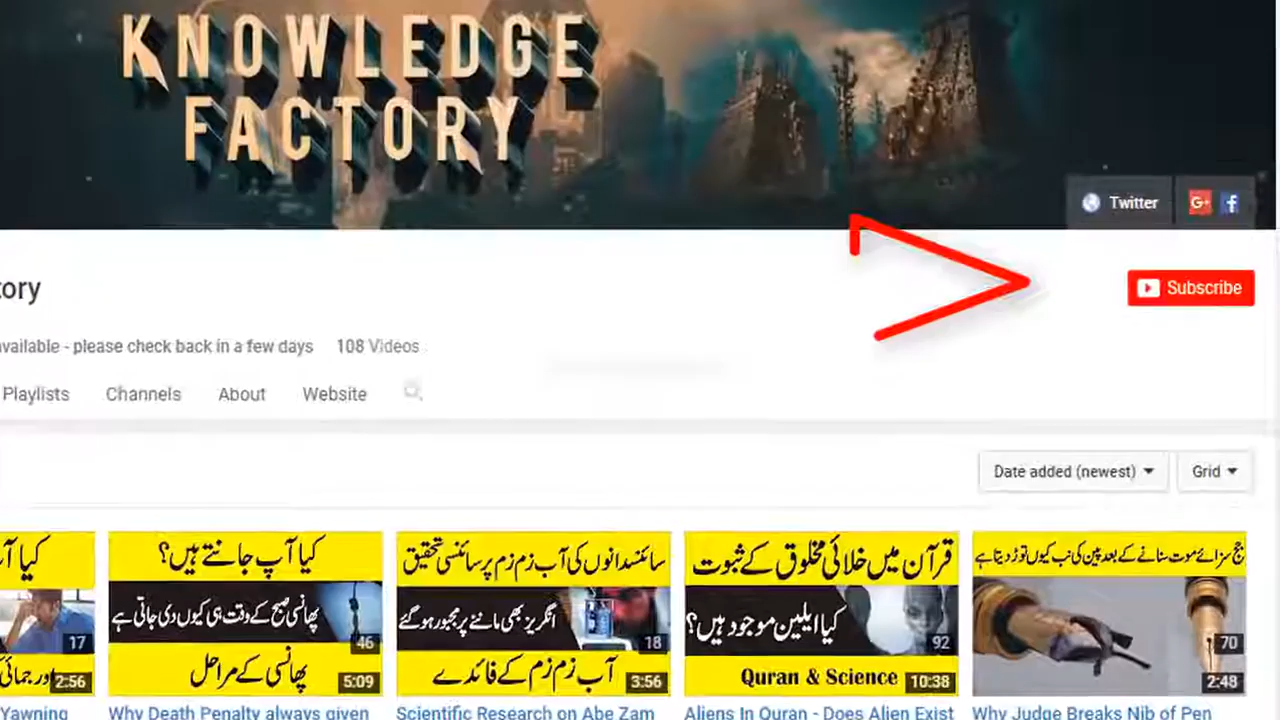 KNOWLEDGE
FACTORY
Twitter
G+
f
tory
available - please check back in a few days 108 Videos
Subscribe
Playlists Channels About Website
Date added (newest) Grid
کیا آ
17
اور جمائی
2:56
Yawning
کیا آپ جانتے ہیں؟
پھانسی صبح کے وقت ہی کیوں دی جاتی ہے
46
پھانسی کے مراحل
5:09
Why Death Penalty always given
سائنسدانوں کی آب زم زم پر سائنسی تحقیق
انگریز بھی ماننے پر مجبور ہو گئے
18
آب زم زم کے فائدے
3:56
Scientific Research on Abe Zam
قرآن میں خلائی مخلوق کے ثبوت
کیا ایلین موجود ہیں؟
92
Quran & Science
10:38
Aliens In Quran - Does Alien Exist
جج سزائے موت سنانے کے بعد پین کی نب کیوں توڑ دیتا ہے
70
2:48
Why Judge Breaks Nib of Pen